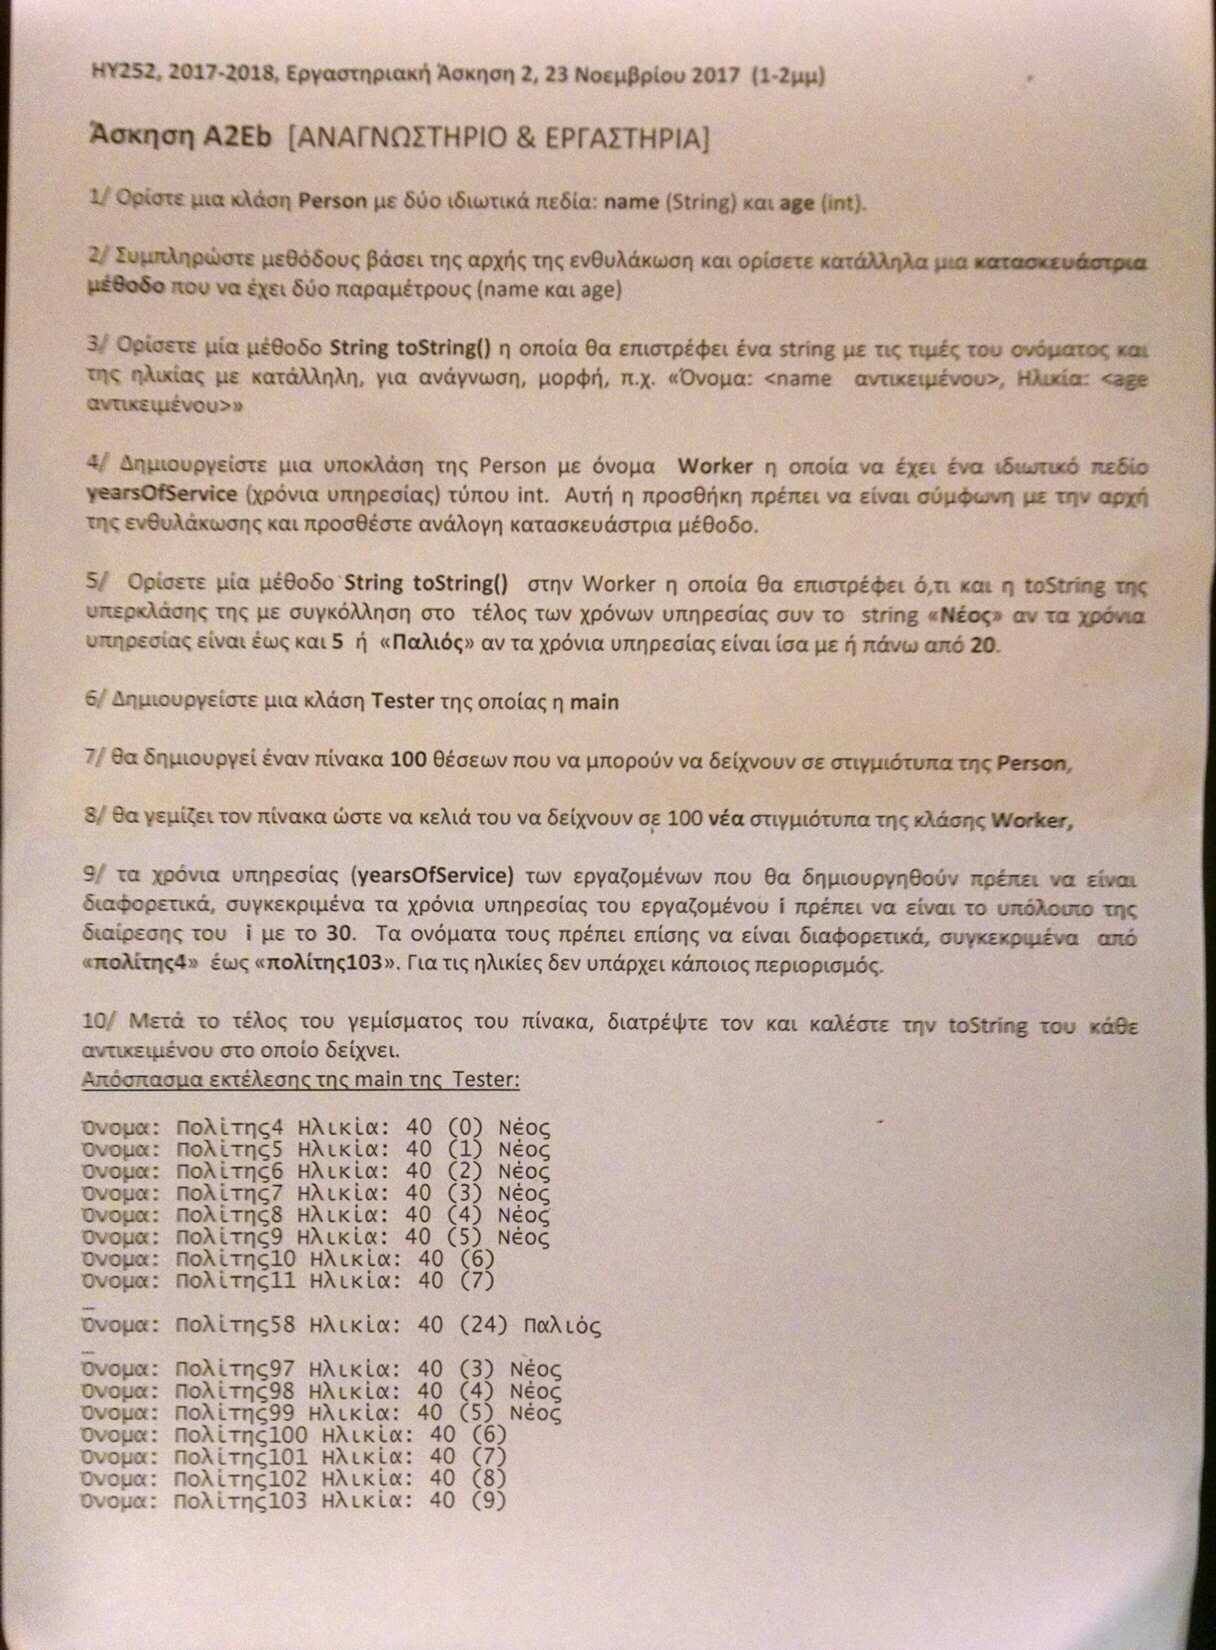 ΗΥ252, 2017-2018, Εργαστηριακή Άσκηση 2, 23 Νοεμβρίου 2017 (1-2μμ)
Άσκηση A2Eb [ΑΝΑΓΝΩΣΤΗΡΙΟ & ΕΡΓΑΣΤΗΡΙΑ]
1/ Ορίστε μια κλάση Person με δύο ιδιωτικά πεδία: name (String) και age (int).
2/ Συμπληρώστε μεθόδους βάσει της αρχής της ενθυλάκωση και ορίσετε κατάλληλα μια κατασκευάστρια
μέθοδο που να έχει δύο παραμέτρους (name και age)
3/ Ορίσετε μία μέθοδο String toString() η οποία θα επιστρέφει ένα string με τις τιμές του ονόματος και
της ηλικίας με κατάλληλη, για ανάγνωση, μορφή, π.χ. «Όνομα: <name αντικειμένου>, Ηλικία: <age
αντικειμένου>»
4/ Δημιουργείστε μια υποκλάση της Person με όνομα Worker η οποία να έχει ένα ιδιωτικό πεδίο
yearsOfService (χρόνια υπηρεσίας) τύπου int. Αυτή η προσθήκη πρέπει να είναι σύμφωνη με την αρχή
της ενθυλάκωσης και προσθέστε ανάλογη κατασκευάστρια μέθοδο.
5/ Ορίσετε μία μέθοδο String toString() στην Worker η οποία θα επιστρέφει ό,τι και η toString της
υπερκλάσης της με συγκόλληση στο τέλος των χρόνων υπηρεσίας συν το string «Νέος» αν τα χρόνια
υπηρεσίας είναι έως και 5 ή «Παλιός» αν τα χρόνια υπηρεσίας είναι ίσα με ή πάνω από 20.
6/ Δημιουργείστε μια κλάση Tester της οποίας η main
7/ θα δημιουργεί έναν πίνακα 100 θέσεων που να μπορούν να δείχνουν σε στιγμιότυπα της Person,
8/ θα γεμίζει τον πίνακα ώστε να κελιά του να δείχνουν σε 100 νέα στιγμιότυπα της κλάσης Worker,
9/ τα χρόνια υπηρεσίας (yearsOfService) των εργαζομένων που θα δημιουργηθούν πρέπει να είναι
διαφορετικά, συγκεκριμένα τα χρόνια υπηρεσίας του εργαζομένου i πρέπει να είναι το υπόλοιπο της
διαίρεσης του i με το 30. Τα ονόματα τους πρέπει επίσης να είναι διαφορετικά, συγκεκριμένα από
«πολίτης4» έως «πολίτης103». Για τις ηλικίες δεν υπάρχει κάποιος περιορισμός.
10/ Μετά το τέλος του γεμίσματος του πίνακα, διατρέψτε τον και καλέστε την toString του κάθε
αντικειμένου στο οποίο δείχνει.
Απόσπασμα εκτέλεσης της main της Tester:
Όνομα: Πολίτης4 Ηλικία: 40 (0) Νέος
Όνομα: Πολίτης5 Ηλικία: 40 (1) Νέος
Όνομα: Πολίτης6 Ηλικία: 40 (2) Νέος
Όνομα: Πολίτης7 Ηλικία: 40 (3) Νέος
Όνομα: Πολίτης8 Ηλικία: 40 (4) Νέος
Όνομα: Πολίτης9 Ηλικία: 40 (5) Νέος
Όνομα: Πολίτης10 Ηλικία: 40 (6)
Όνομα: Πολίτης11 Ηλικία: 40 (7)
…
Όνομα: Πολίτης58 Ηλικία: 40 (24) Παλιός
…
Όνομα: Πολίτης97 Ηλικία: 40 (3) Νέος
Όνομα: Πολίτης98 Ηλικία: 40 (4) Νέος
Όνομα: Πολίτης99 Ηλικία: 40 (5) Νέος
Όνομα: Πολίτης100 Ηλικία: 40 (6)
Όνομα: Πολίτης101 Ηλικία: 40 (7)
Όνομα: Πολίτης102 Ηλικία: 40 (8)
Όνομα: Πολίτης103 Ηλικία: 40 (9)